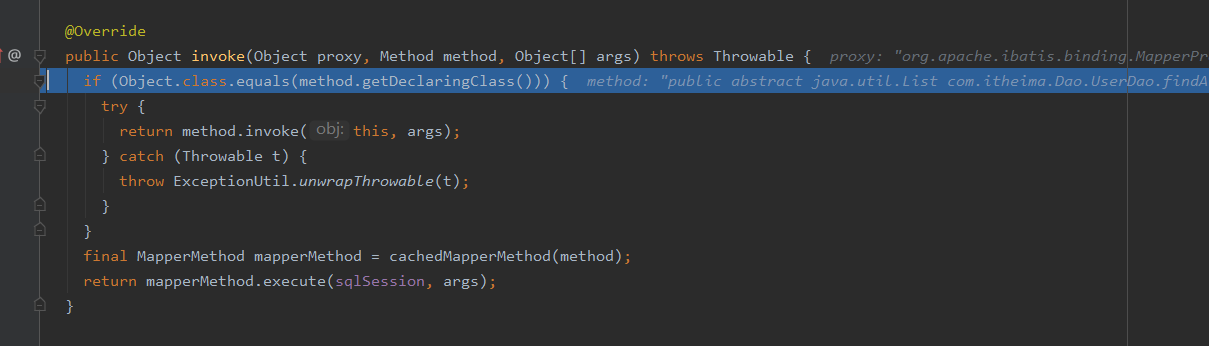 @Override
@ public Object invoke(Object proxy, Method method, Object[] args) throws Throwable { proxy: "org.apache.ibatis.binding.MapperPr
if (Object.class.equals(method.getDeclaringClass())) { method: "public abstract java.util.List com.itheima.Dao.UserDao.findA
try {
return method.invoke( obj: this, args);
} catch (Throwable t) {
throw ExceptionUtil.unwrapThrowable(t);
}
}
final MapperMethod mapperMethod = cachedMapperMethod(method);
return mapperMethod.execute(sqlSession, args);
}